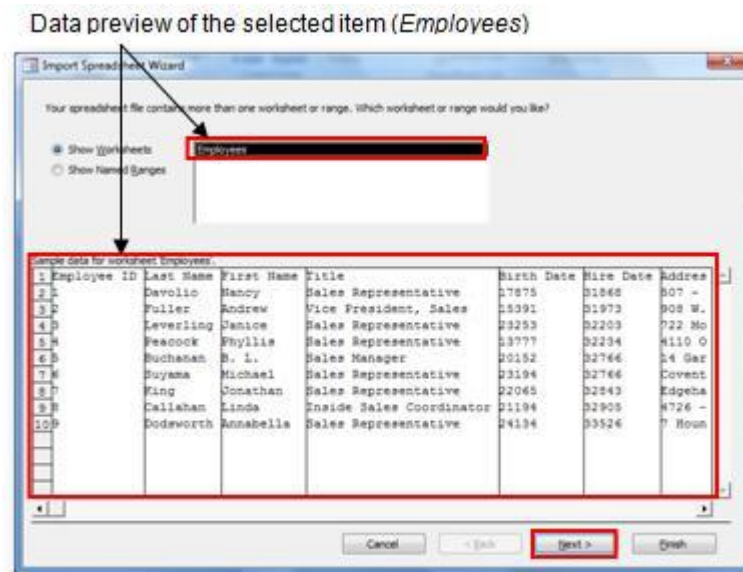 Data preview of the selected item (Employees)
Import Spreadsheet Wizard
Your spreadsheet file contains more than one worksheet or range. Which worksheet or range would you like?
Show Worksheets
Employees
Show Named Ranges
Sample data for worksheet 'Employees'.
1 Employee ID Last Name First Name Title Birth Date Hire Date Addres
2 1 Davolio Nancy Sales Representative 17875 31868 507 -
3 2 Fuller Andrew Vice President, Sales 15391 31973 908 W.
4 3 Leverling Janice Sales Representative 23253 32203 722 Mo
5 4 Peacock Phyllis Sales Representative 13777 32234 4110 O
6 5 Buchanan B. L. Sales Manager 20152 32766 14 Gar
7 6 Suyama Michael Sales Representative 23194 32766 Covent
8 7 King Jonathan Sales Representative 22065 32843 Edgeha
9 8 Callahan Linda Inside Sales Coordinator 21194 32905 4726 -
10 9 Dodsworth Annabella Sales Representative 24134 33526 7 Houn
Cancel < Back Next > Finish